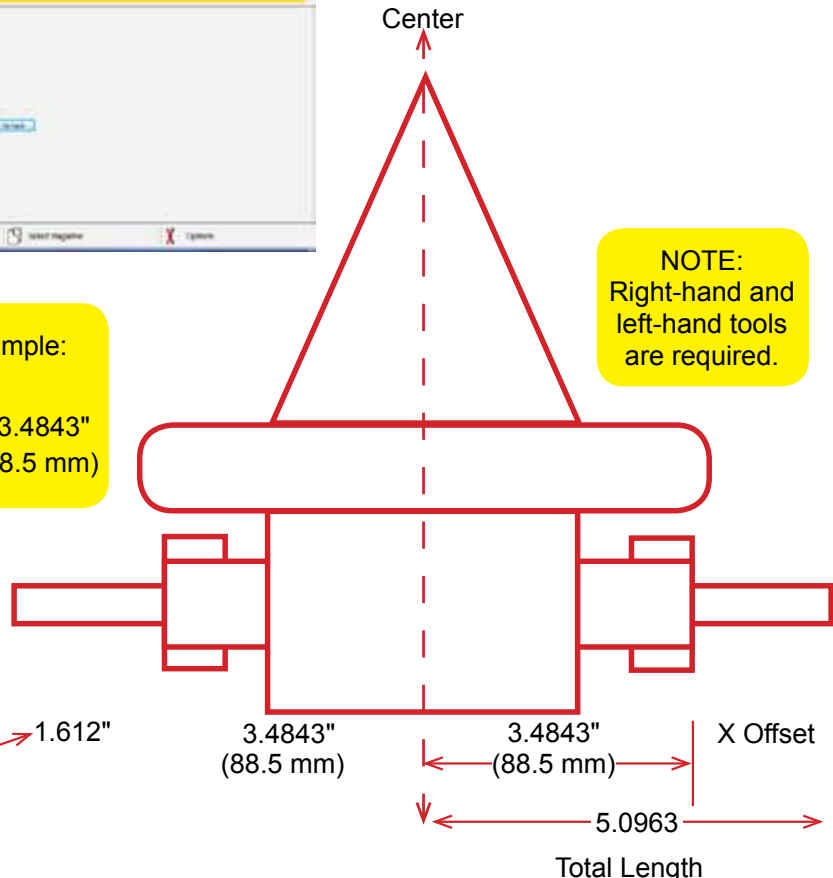 Center
Select Magazine
NOTE:
Right-hand and
left-hand tools
are required.
mple:
3.4843"
8.5 mm)
1.612"
3.4843"
(88.5 mm)
3.4843"
(88.5 mm)
X Offset
5.0963
Total Length